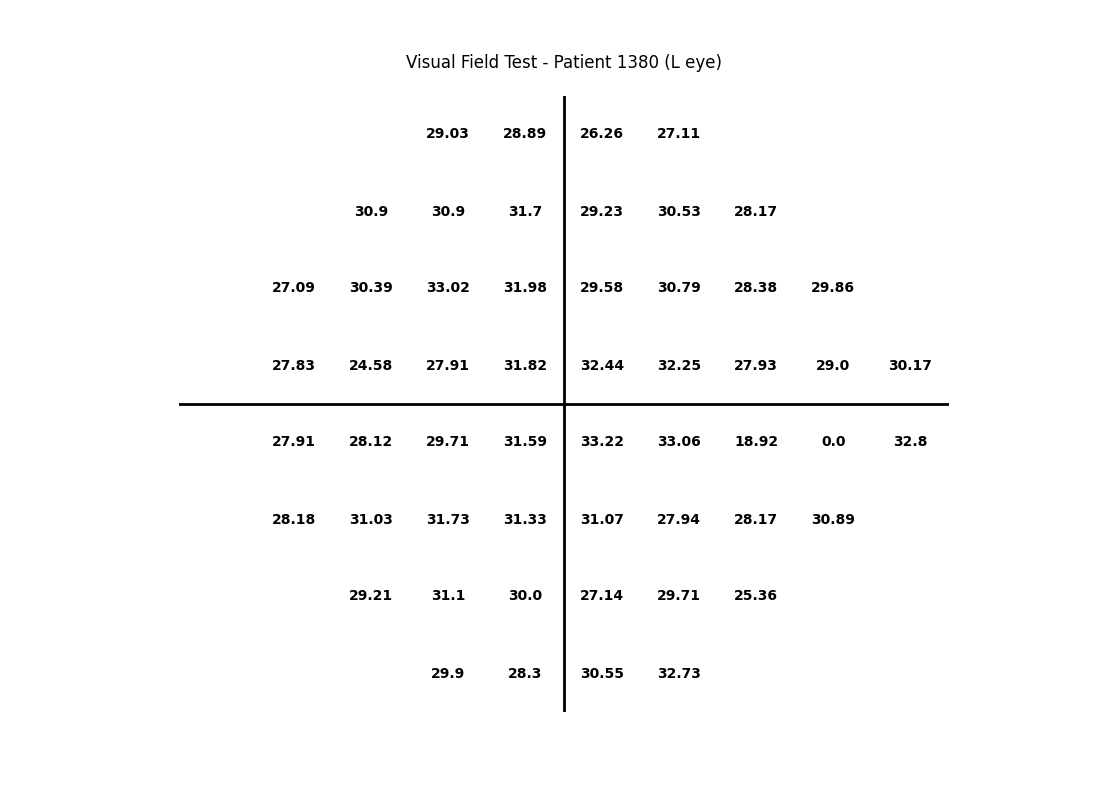 Visual Field Test - Patient 1380 (L eye)
29.03 28.89 26.26 27.11
30.9 30.9 31.7 29.23 30.53 28.17
27.09 30.39 33.02 31.98 29.58 30.79 28.38 29.86
27.83 24.58 27.91 31.82 32.44 32.25 27.93 29.0 30.17
27.91 28.12 29.71 31.59 33.22 33.06 18.92 0.0 32.8
28.18 31.03 31.73 31.33 31.07 27.94 28.17 30.89
29.21 31.1 30.0 27.14 29.71 25.36
29.9 28.3 30.55 32.73